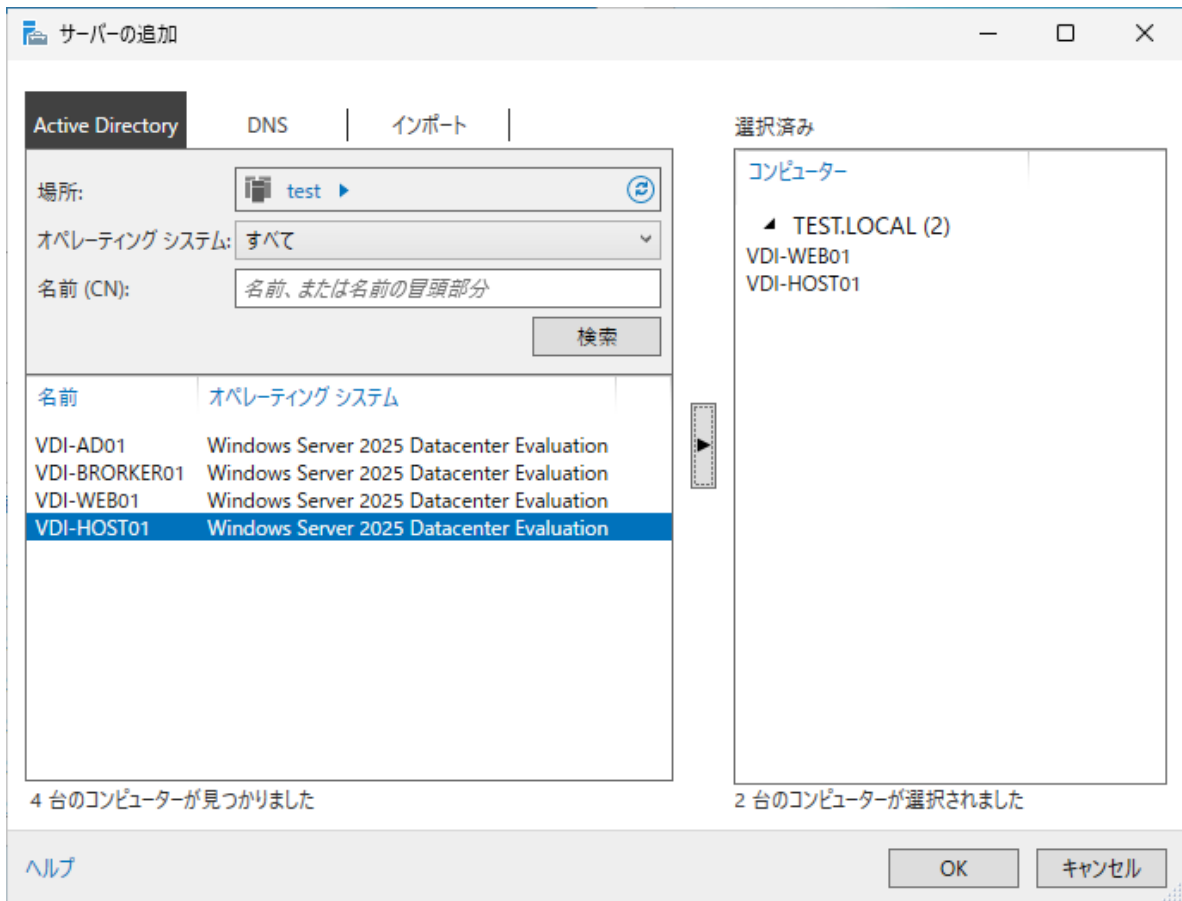 サーバーの追加
Active Directory
DNS
インポート
場所:
test
オペレーティング システム:
すべて
名前 (CN):
名前、または名前の冒頭部分
検索
名前 オペレーティング システム
VDI-AD01 Windows Server 2025 Datacenter Evaluation
VDI-BRORKER01 Windows Server 2025 Datacenter Evaluation
VDI-WEB01 Windows Server 2025 Datacenter Evaluation
VDI-HOST01 Windows Server 2025 Datacenter Evaluation
4 台のコンピューターが見つかりました
選択済み
コンピューター
TEST.LOCAL (2)
VDI-WEB01
VDI-HOST01
2 台のコンピューターが選択されました
ヘルプ
OK
キャンセル